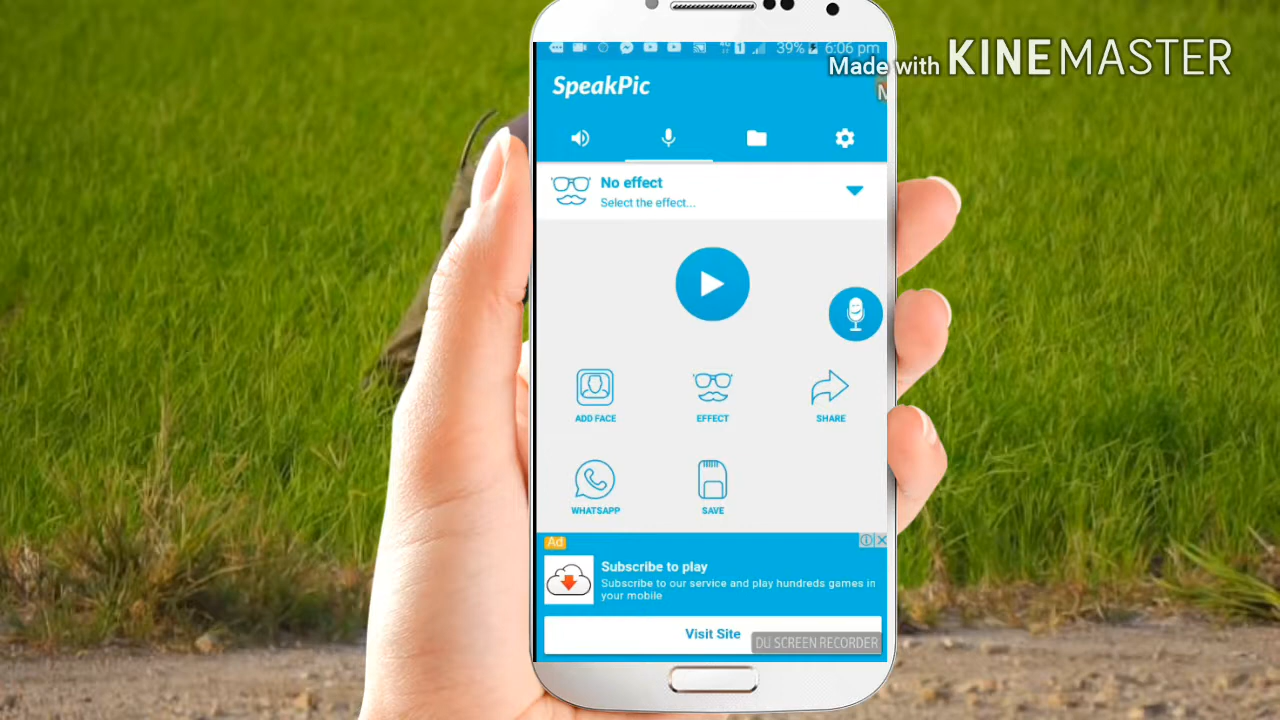 39% 6:06 pm
Made with KINEMASTER
SpeakPic
No effect
Select the effect...
ADD FACE
EFFECT
SHARE
WHATSAPP
SAVE
Ad
Subscribe to play
Subscribe to our service and play hundreds games in
your mobile
Visit Site
DU SCREEN RECORDER